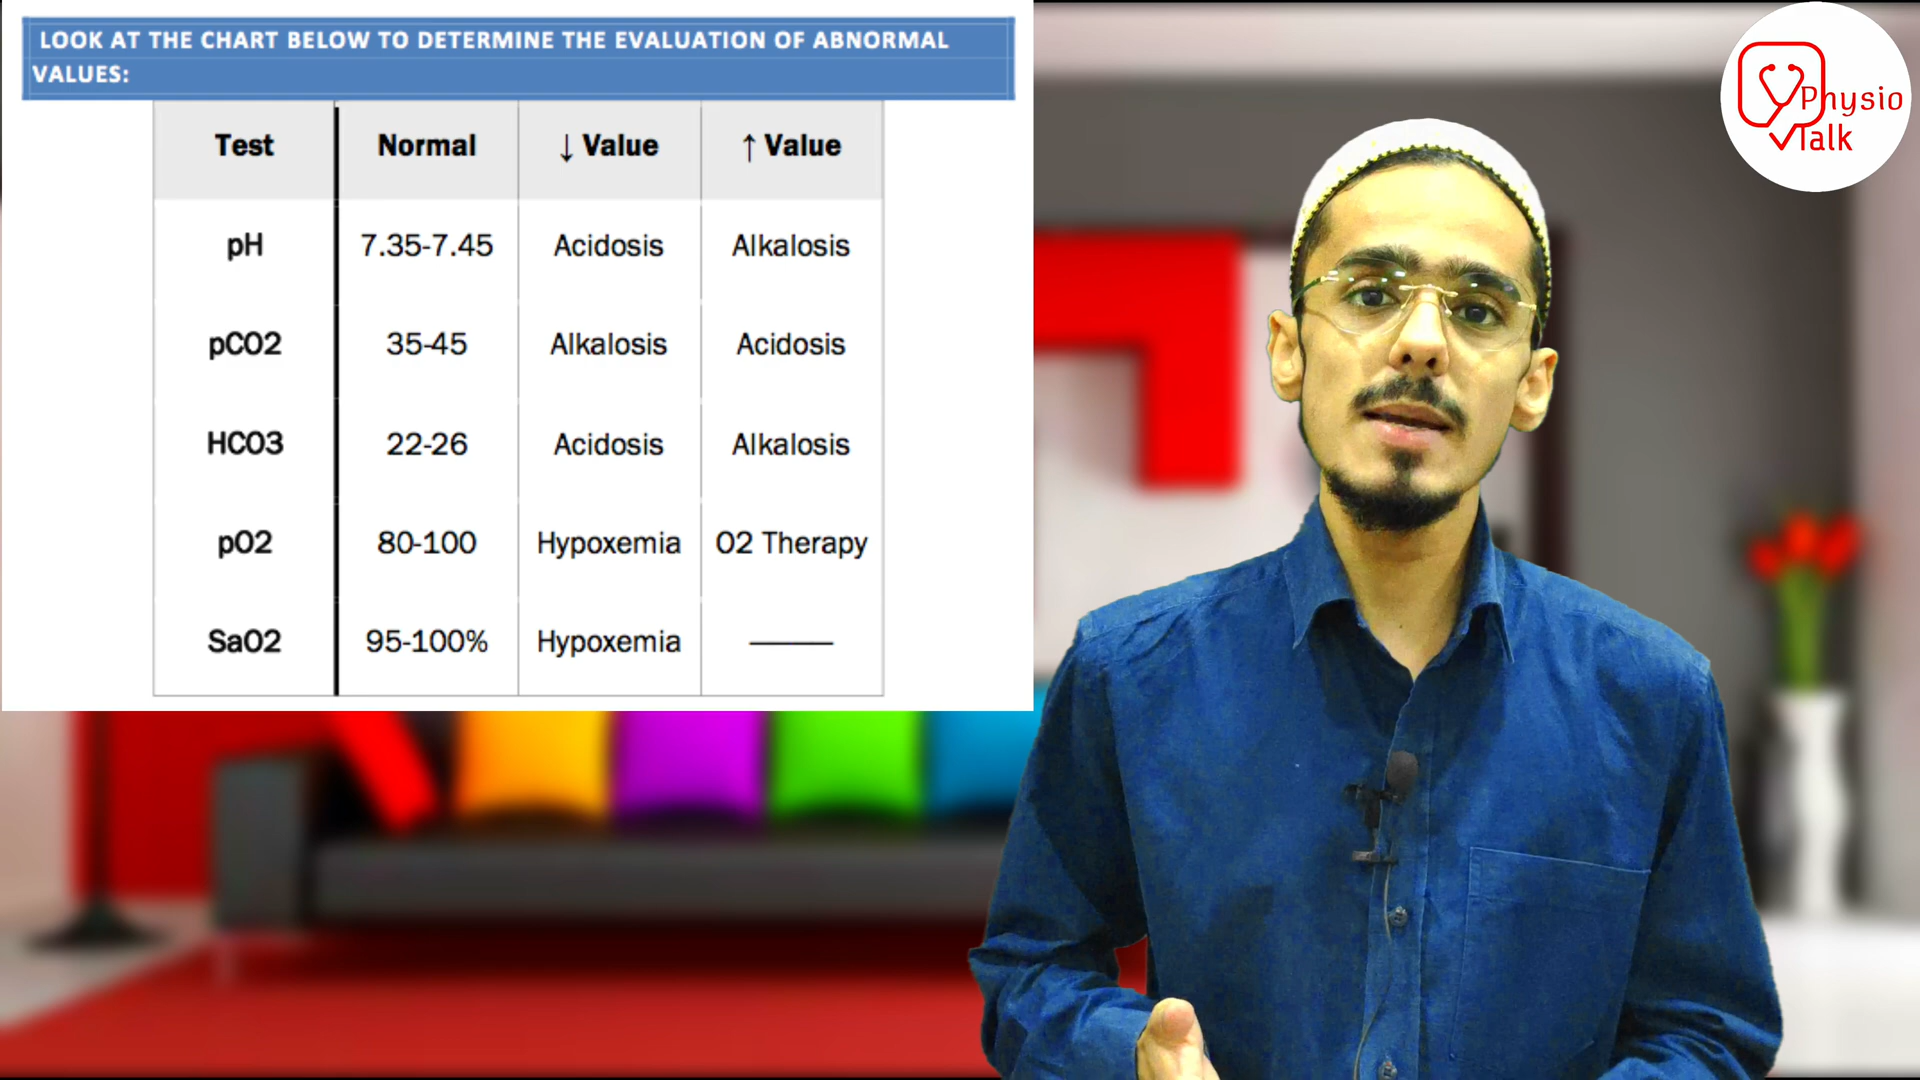 LOOK AT THE CHART BELOW TO DETERMINE THE EVALUATION OF ABNORMAL
VALUES:
Test Normal ↓ Value ↑ Value
pH 7.35-7.45 Acidosis Alkalosis
pCO2 35-45 Alkalosis Acidosis
HCO3 22-26 Acidosis Alkalosis
pO2 80-100 Hypoxemia O2 Therapy
SaO2 95-100% Hypoxemia ———
Physio
Talk